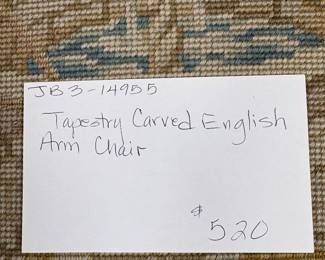 JB3-14955
Tapestry Carved English
Arm Chair
$520